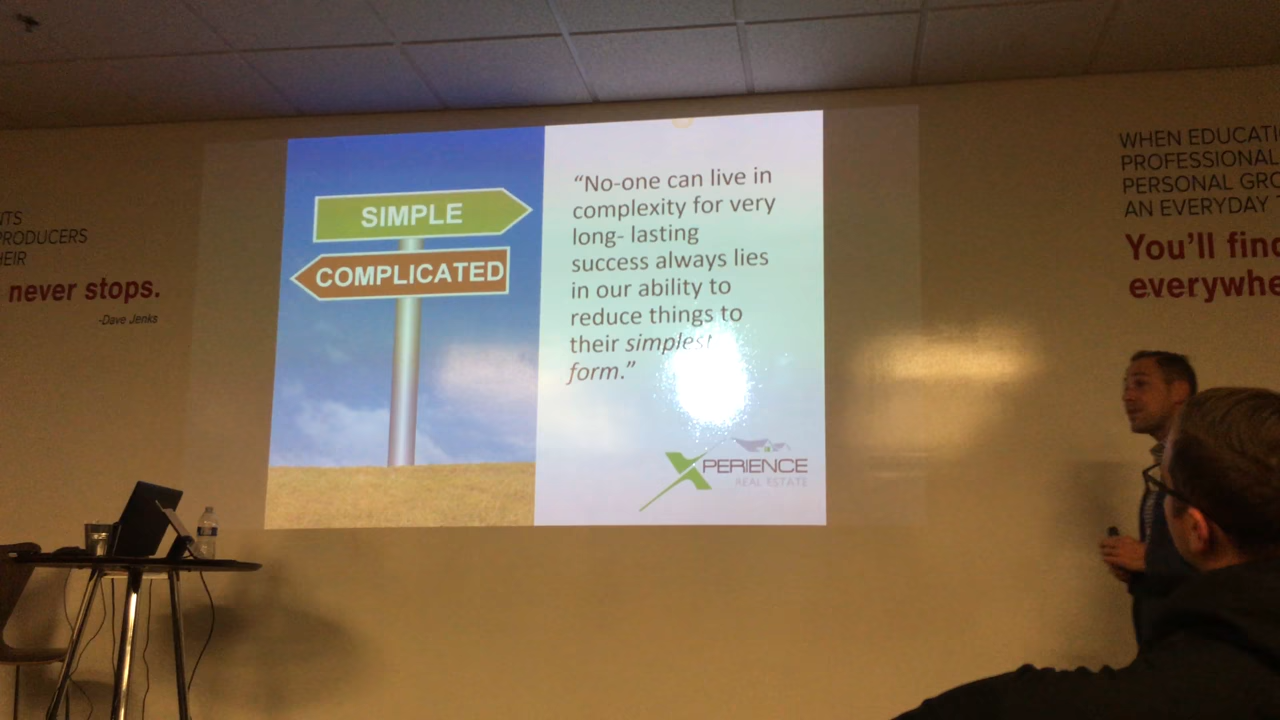 NTS
PRODUCERS
HEIR
never stops.
-Dave Jenks
SIMPLE
COMPLICATED
“No-one can live in
complexity for very
long- lasting
success always lies
in our ability to
reduce things to
their simplest
form.”
XPERIENCE
REAL ESTATE
WHEN EDUCATI
PROFESSIONAL
PERSONAL GRO
AN EVERYDAY
You'll find
everywhe